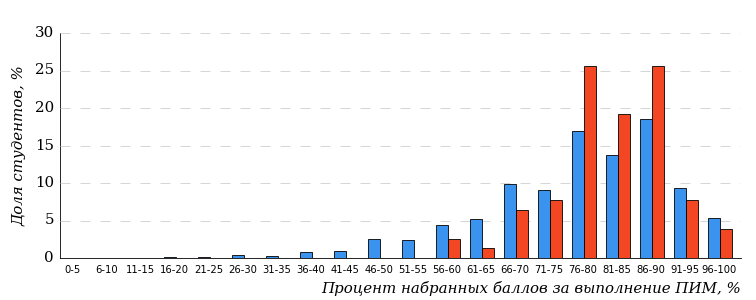 30
25
20
15
10
5
0
Доля студентов, %
0-5 6-10 11-15 16-20 21-25 26-30 31-35 36-40 41-45 46-50 51-55 56-60 61-65 66-70 71-75 76-80 81-85 86-90 91-95 96-100
Процент набранных баллов за выполнение ПИМ, %